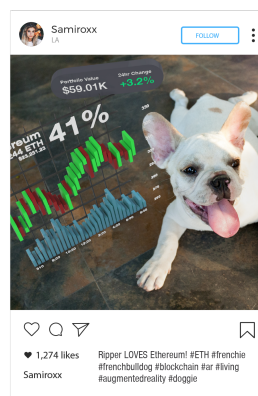 Samiroxx
LA
FOLLOW
Portfolio Value
$59.01K
24hr Change
+3.2%
41%
reum
244 ETH
1,274 likes
Samiroxx
Ripper LOVES Ethereum! #ETH #frenchie
#frenchbulldog #blockchain #ar #living
#augmentedreality #doggie